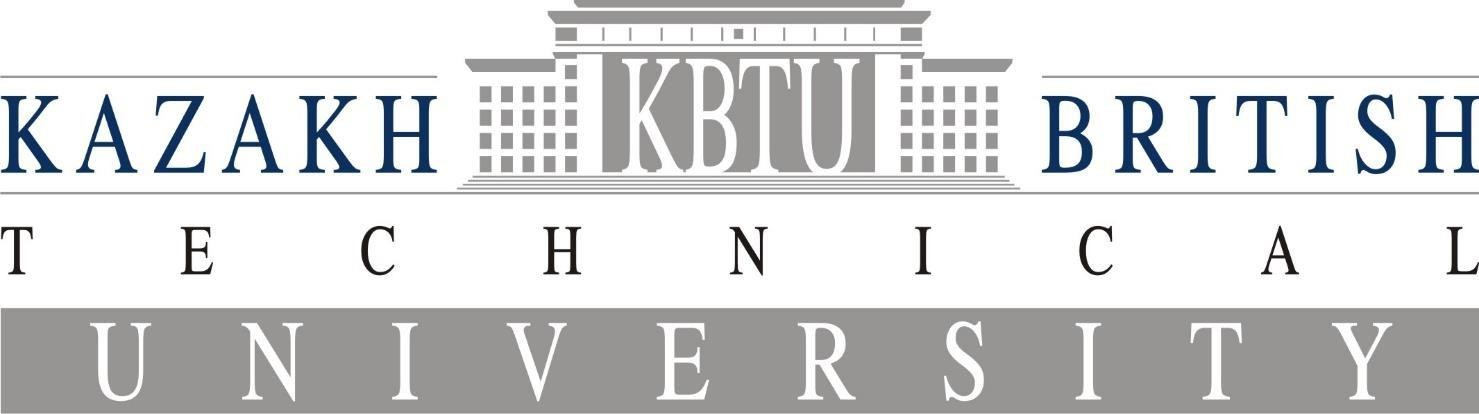 KAZAKH KBTU BRITISH
TECHNICAL
UNIVERSITY